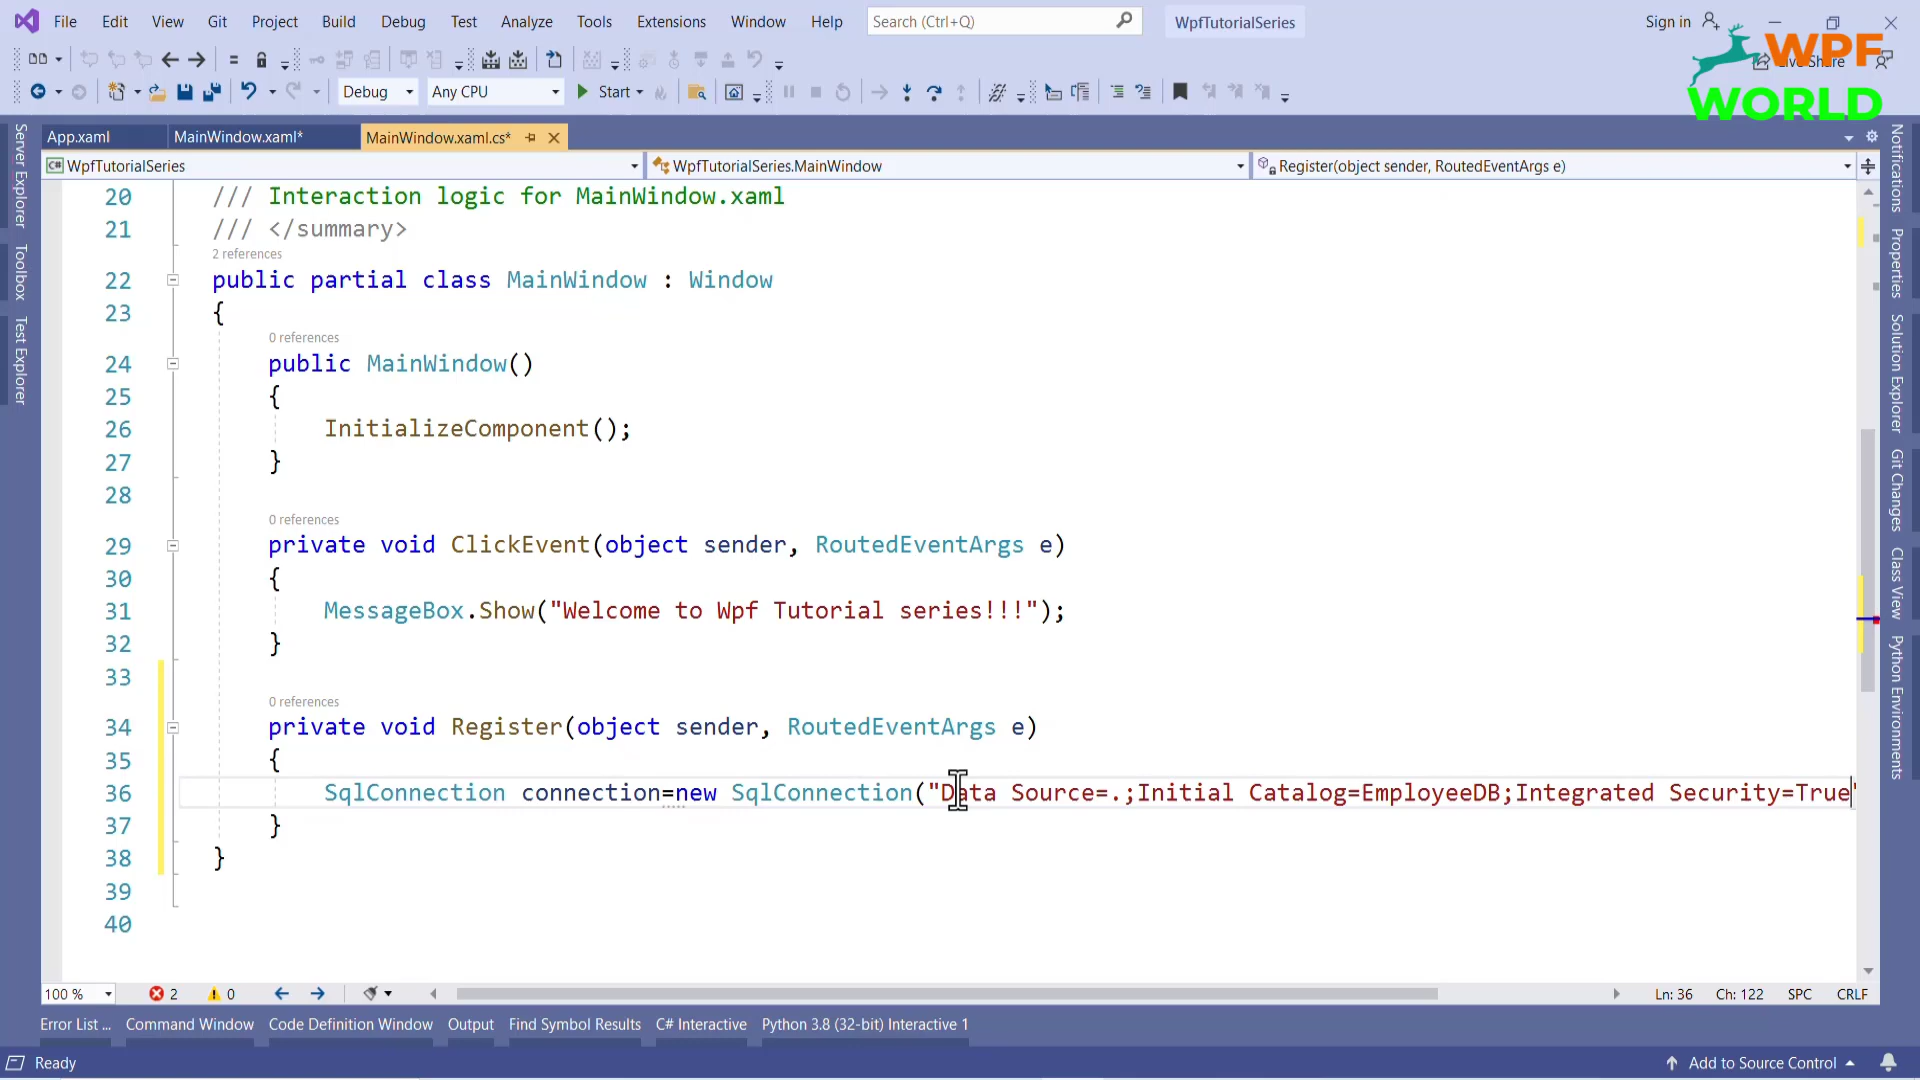 File Edit View Git Project Build Debug Test Analyze Tools Extensions Window Help Search (Ctrl+Q) WpfTutorialSeries Sign in
WPF
Live Share
WORLD
Debug Any CPU Start
App.xaml MainWindow.xaml* MainWindow.xaml.cs*
C# WpfTutorialSeries WpfTutorialSeries.MainWindow Register(object sender, RoutedEventArgs e)
Server Explorer
Toolbox
Test Explorer
20 /// Interaction logic for MainWindow.xaml
21 /// </summary>
2 references
22 public partial class MainWindow : Window
23 {
0 references
24 public MainWindow()
25 {
26 InitializeComponent();
27 }
28
0 references
29 private void ClickEvent(object sender, RoutedEventArgs e)
30 {
31 MessageBox.Show("Welcome to Wpf Tutorial series!!!");
32 }
33
0 references
34 private void Register(object sender, RoutedEventArgs e)
35 {
36 SqlConnection connection=new SqlConnection("Data Source=.;Initial Catalog=EmployeeDB;Integrated Security=True"
37 }
38 }
39
40
Notifications
Properties
Solution Explorer
Git Changes
Class View
Python Environments
100 % 2 0 Ln: 36 Ch: 122 SPC CRLF
Error List ... Command Window Code Definition Window Output Find Symbol Results C# Interactive Python 3.8 (32-bit) Interactive 1
Ready Add to Source Control